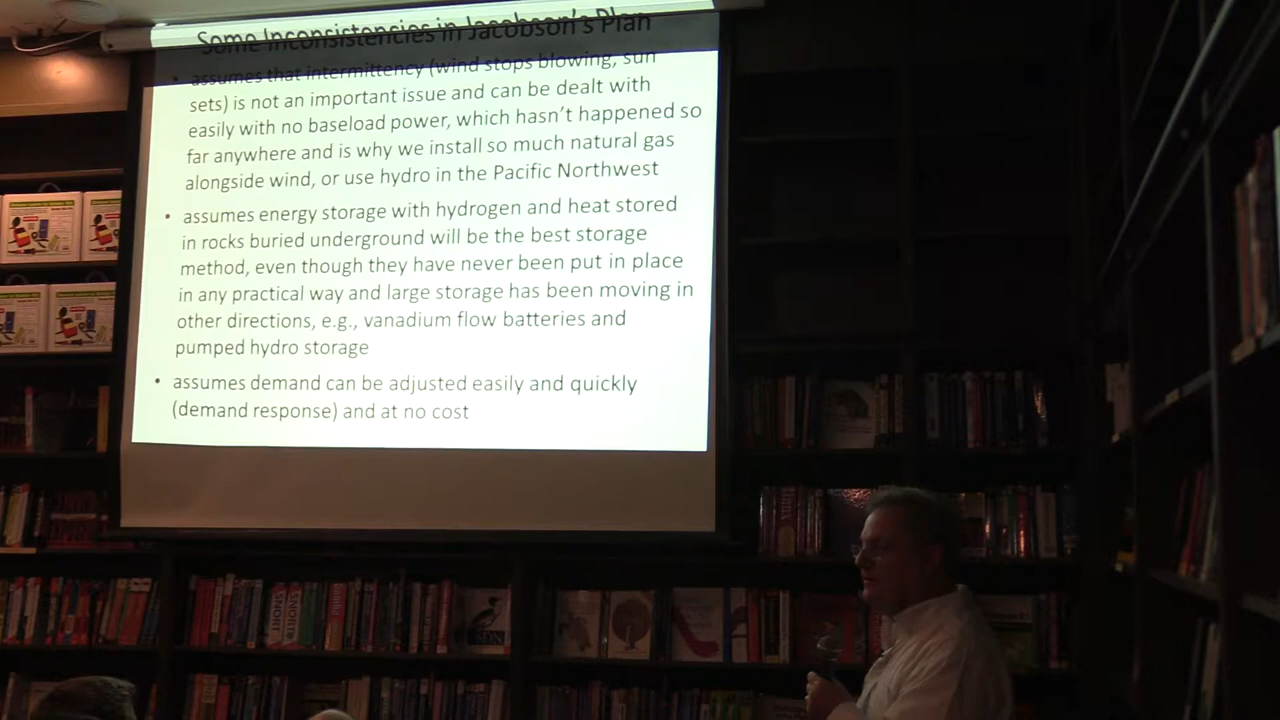 Some Inconsistencies in Jacobson's Plan
• assumes that intermittency (wind stops blowing, sun
sets) is not an important issue and can be dealt with
easily with no baseload power, which hasn't happened so
far anywhere and is why we install so much natural gas
alongside wind, or use hydro in the Pacific Northwest
• assumes energy storage with hydrogen and heat stored
in rocks buried underground will be the best storage
method, even though they have never been put in place
in any practical way and large storage has been moving in
other directions, e.g., vanadium flow batteries and
pumped hydro storage
• assumes demand can be adjusted easily and quickly
(demand response) and at no cost